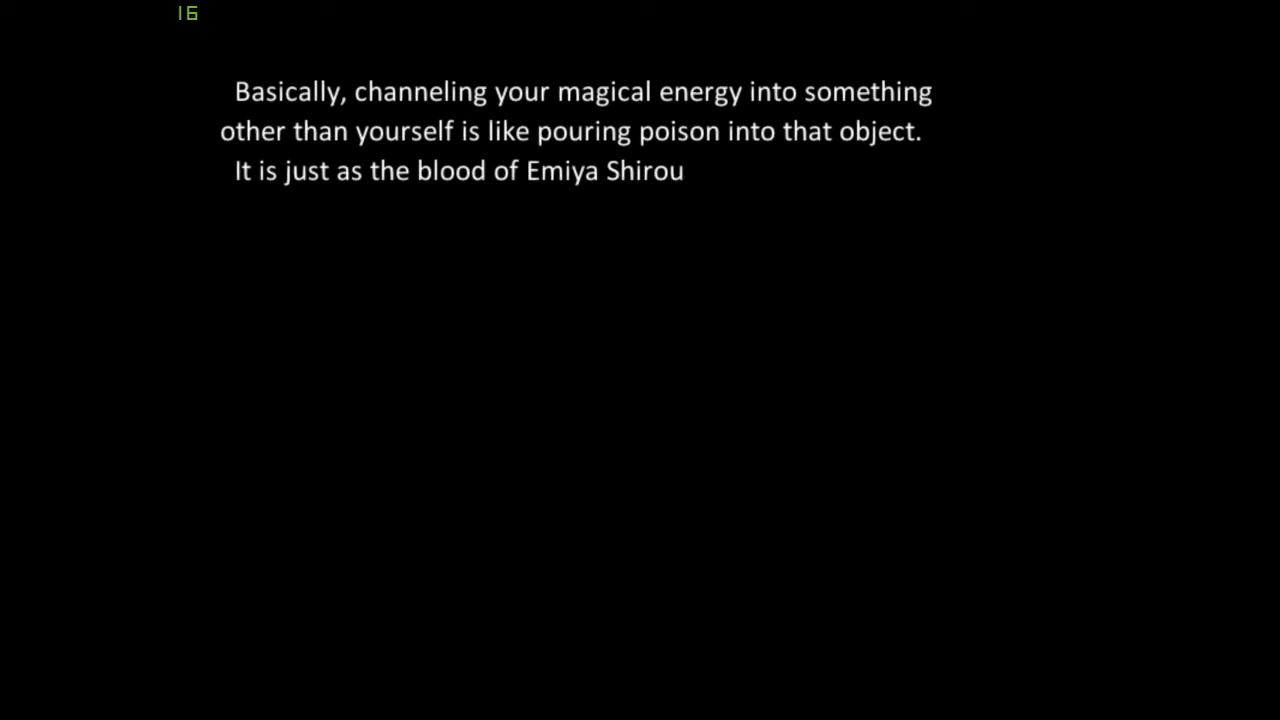 16
Basically, channeling your magical energy into something
other than yourself is like pouring poison into that object.
It is just as the blood of Emiya Shirou